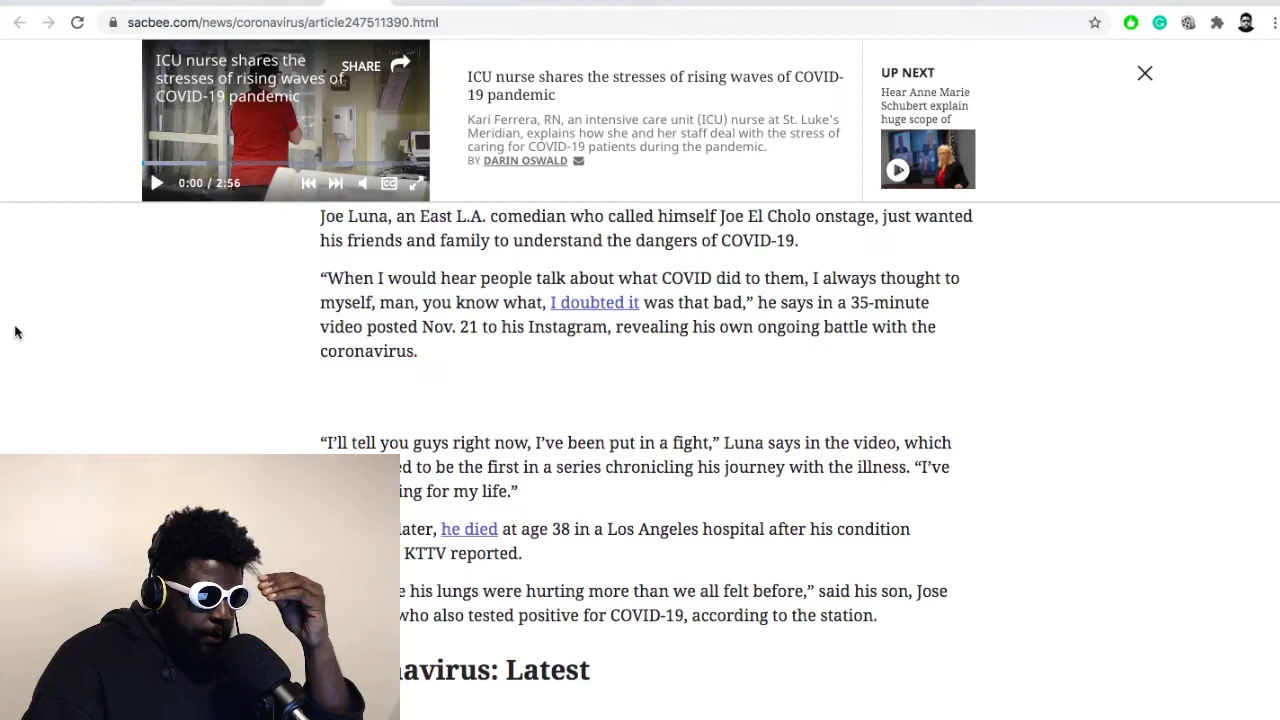 sacbee.com/news/coronavirus/article247511390.html
ICU nurse shares the
stresses of rising waves of
COVID-19 pandemic
SHARE
0:00 / 2:56
CC
ICU nurse shares the stresses of rising waves of COVID-
19 pandemic
Kari Ferrera, RN, an intensive care unit (ICU) nurse at St. Luke's
Meridian, explains how she and her staff deal with the stress of
caring for COVID-19 patients during the pandemic.
BY DARIN OSWALD
UP NEXT
Hear Anne Marie
Schubert explain
huge scope of
Joe Luna, an East L.A. comedian who called himself Joe El Cholo onstage, just wanted
his friends and family to understand the dangers of COVID-19.
“When I would hear people talk about what COVID did to them, I always thought to
myself, man, you know what, I doubted it was that bad,” he says in a 35-minute
video posted Nov. 21 to his Instagram, revealing his own ongoing battle with the
coronavirus.
“I’ll tell you guys right now, I’ve been put in a fight,” Luna says in the video, which
ed to be the first in a series chronicling his journey with the illness. “I’ve
ing for my life.”
later, he died at age 38 in a Los Angeles hospital after his condition
KTTV reported.
e his lungs were hurting more than we all felt before,” said his son, Jose
who also tested positive for COVID-19, according to the station.
avirus: Latest